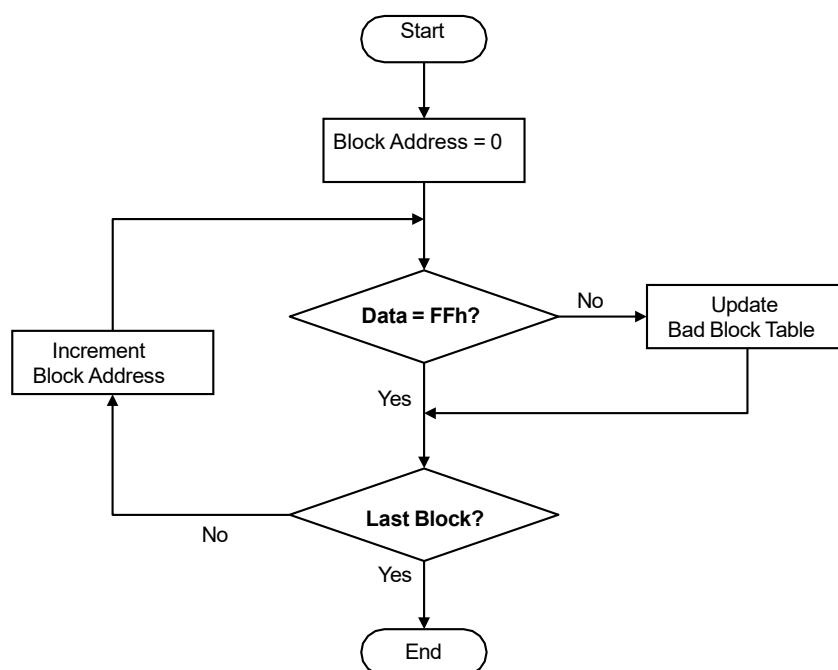 Start
Block Address = 0
Data = FFh?
No
Update
Bad Block Table
Increment
Block Address
Yes
Last Block?
No
Yes
End